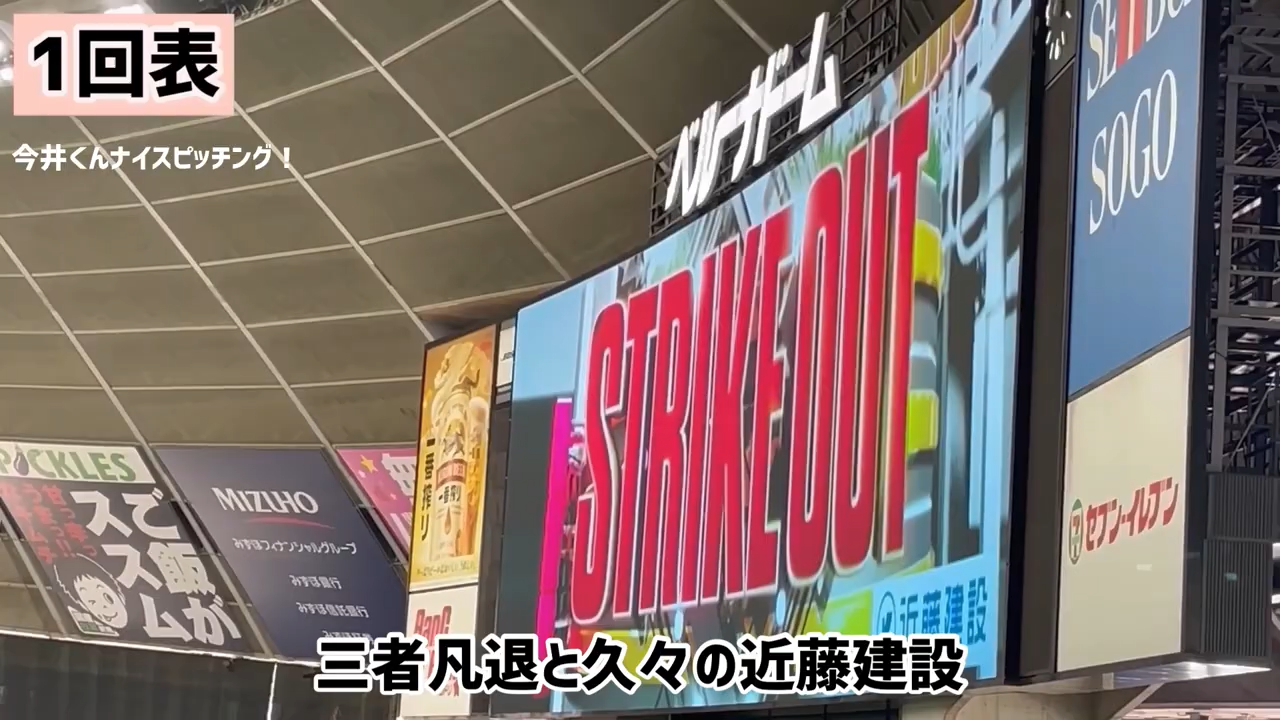 1回表
今井くんナイスピッチング！
ベルーナドーム
SOGO
STRIKE OUT
一番搾り
PICKLES
ご飯が
ススム
MIZUHO
みずほフィナンシャルグループ
みずほ銀行
みずほ信託銀行
セブン-イレブン
近藤建設
三者凡退と久々の近藤建設